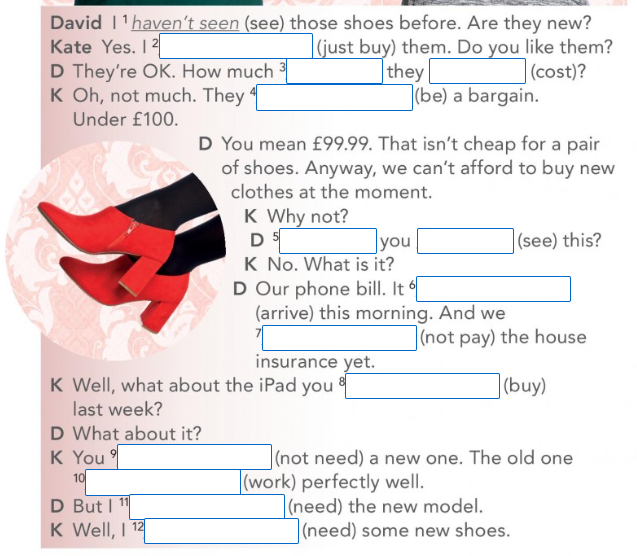 David I ¹ haven't seen (see) those shoes before. Are they new?
Kate Yes. I ² (just buy) them. Do you like them?
D They're OK. How much ³ they (cost)?
K Oh, not much. They ⁴ (be) a bargain.
Under £100.
D You mean £99.99. That isn't cheap for a pair
of shoes. Anyway, we can't afford to buy new
clothes at the moment.
K Why not?
D ⁵ you (see) this?
K No. What is it?
D Our phone bill. It ⁶
(arrive) this morning. And we
⁷ (not pay) the house
insurance yet.
K Well, what about the iPad you ⁸ (buy)
last week?
D What about it?
K You ⁹ (not need) a new one. The old one
¹⁰ (work) perfectly well.
D But I ¹¹ (need) the new model.
K Well, I ¹² (need) some new shoes.